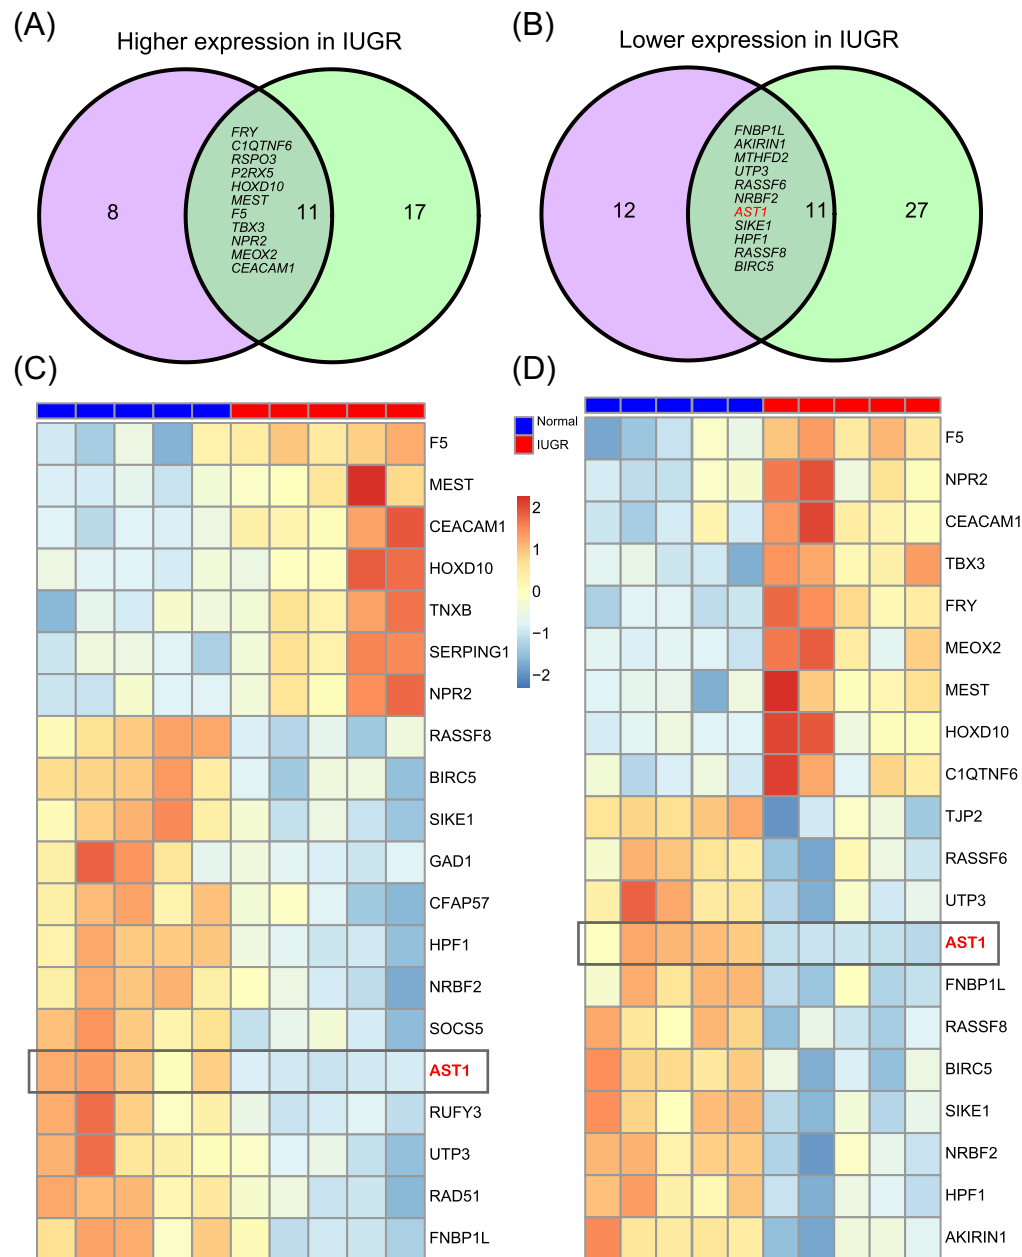 (A)
Higher expression in IUGR
FRY
C1QTNF6
RSPO3
P2RX5
HOXD10
MEST
F5
TBX3
NPR2
MEOX2
CEACAM1
8
11
17
(B)
Lower expression in IUGR
FNBP1L
AKIRIN1
MTHFD2
UTP3
RASSF6
NRBF2
AST1
SIKE1
HPF1
RASSF8
BIRC5
12
11
27
(C)
F5
MEST
CEACAM1
HOXD10
TNXB
SERPING1
NPR2
RASSF8
BIRC5
SIKE1
GAD1
CFAP57
HPF1
NRBF2
SOCS5
AST1
RUFY3
UTP3
RAD51
FNBP1L
Normal
IUGR
2
1
0
−1
−2
(D)
F5
NPR2
CEACAM1
TBX3
FRY
MEOX2
MEST
HOXD10
C1QTNF6
TJP2
RASSF6
UTP3
AST1
FNBP1L
RASSF8
BIRC5
SIKE1
NRBF2
HPF1
AKIRIN1